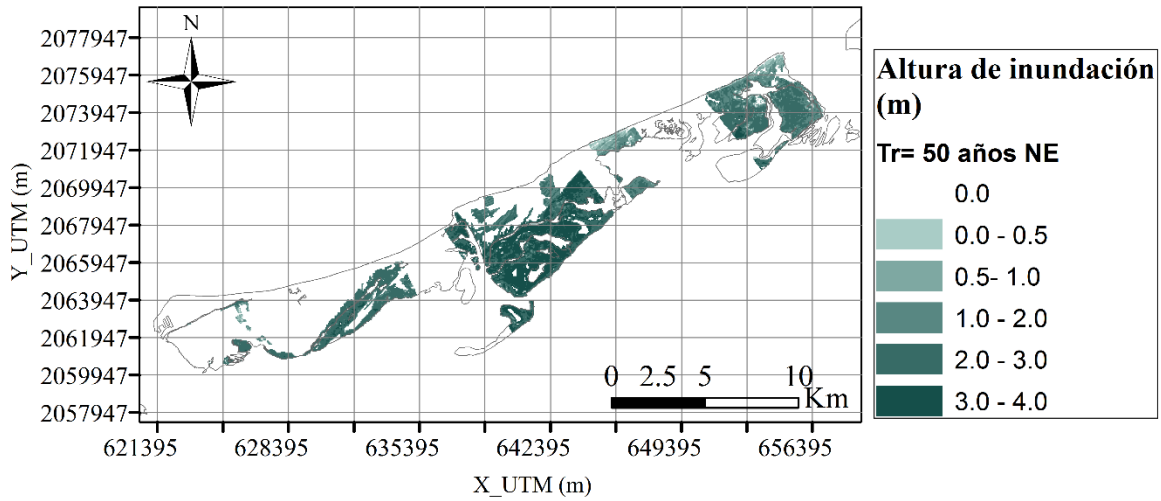 N
2077947
2075947
2073947
2071947
2069947
2067947
2065947
2063947
2061947
2059947
2057947
Y_UTM (m)
621395 628395 635395 642395 649395 656395
X_UTM (m)
0 2.5 5 10
Km
Altura de inundación
(m)
Tr= 50 años NE
0.0
0.0 - 0.5
0.5- 1.0
1.0 - 2.0
2.0 - 3.0
3.0 - 4.0